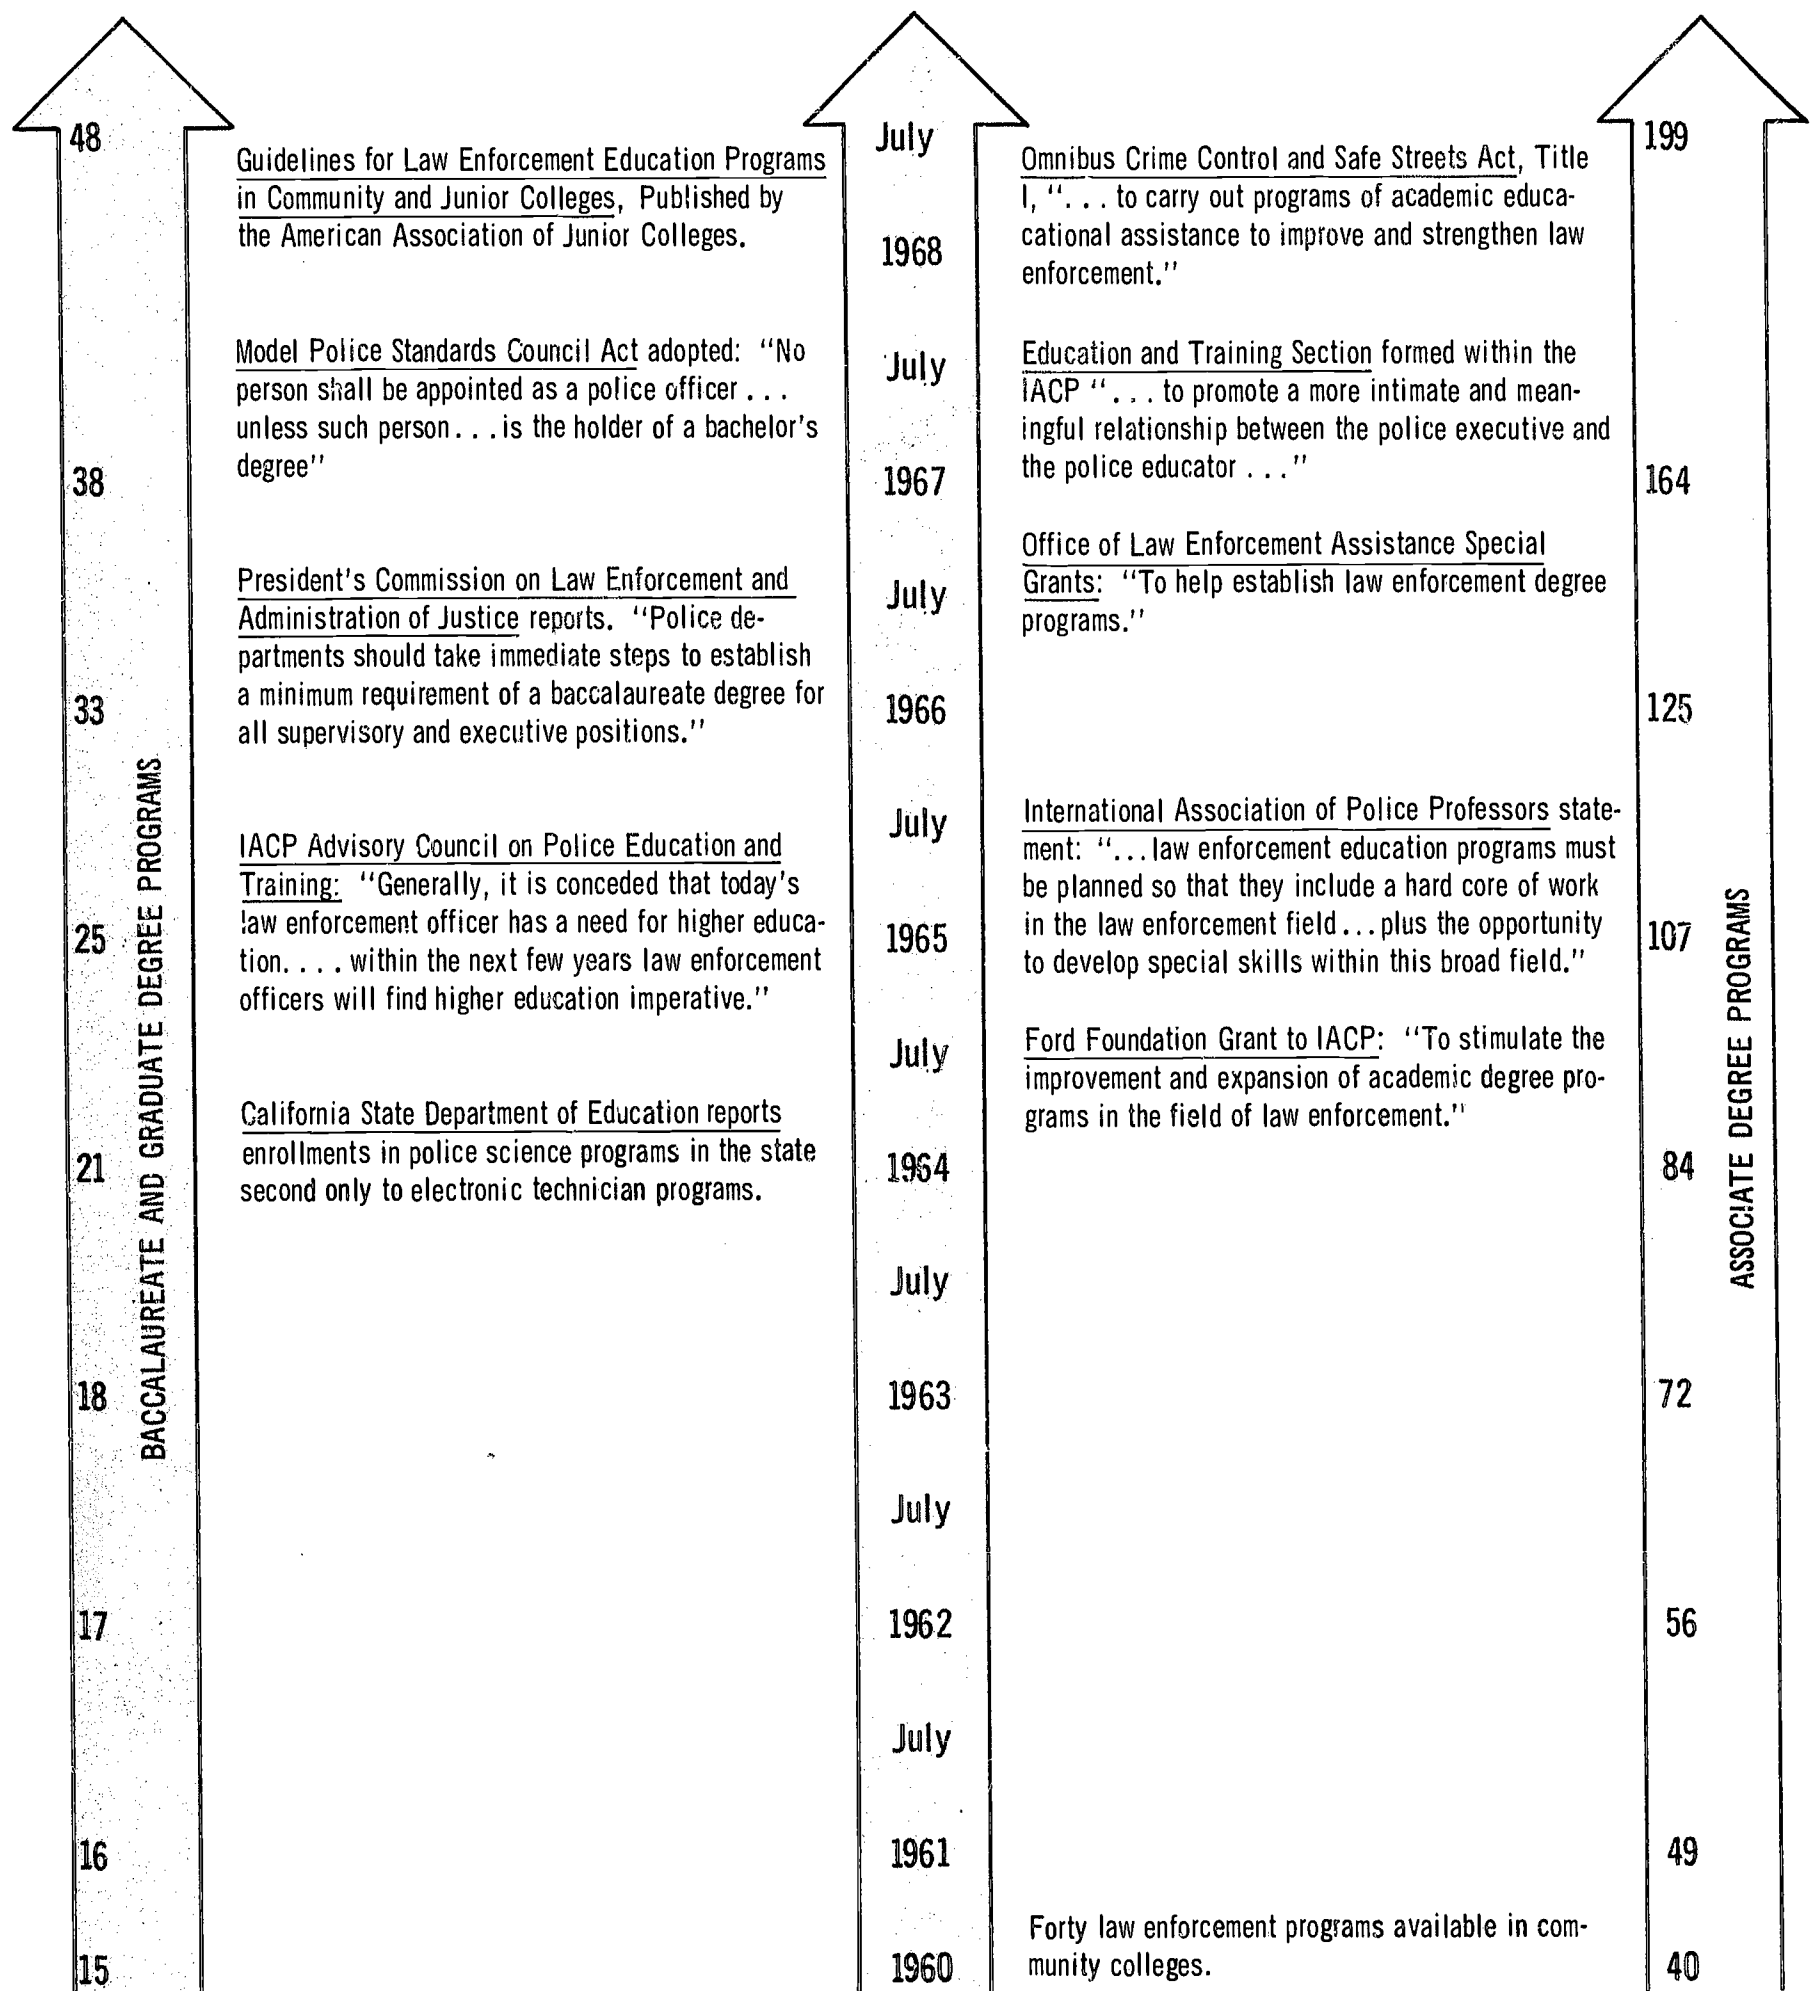 48
Guidelines for Law Enforcement Education Programs
in Community and Junior Colleges, Published by
the American Association of Junior Colleges.
July
1968
Omnibus Crime Control and Safe Streets Act, Title
I, “. . . to carry out programs of academic educa-
cational assistance to improve and strengthen law
enforcement.”
199
Model Police Standards Council Act adopted: “No
person shall be appointed as a police officer . . .
unless such person. . . is the holder of a bachelor's
degree”
38
July
1967
Education and Training Section formed within the
IACP “. . . to promote a more intimate and mean-
ingful relationship between the police executive and
the police educator . . .”
164
President's Commission on Law Enforcement and
Administration of Justice reports. “Police de-
partments should take immediate steps to establish
a minimum requirement of a baccalaureate degree for
all supervisory and executive positions.”
33
July
1966
Office of Law Enforcement Assistance Special
Grants: “To help establish law enforcement degree
programs.”
125
IACP Advisory Council on Police Education and
Training: “Generally, it is conceded that today's
law enforcement officer has a need for higher educa-
tion. . . . within the next few years law enforcement
officers will find higher education imperative.”
25
July
1965
International Association of Police Professors state-
ment: “. . . law enforcement education programs must
be planned so that they include a hard core of work
in the law enforcement field. . . plus the opportunity
to develop special skills within this broad field.”
107
California State Department of Education reports
enrollments in police science programs in the state
second only to electronic technician programs.
21
July
1964
Ford Foundation Grant to IACP: “To stimulate the
improvement and expansion of academic degree pro-
grams in the field of law enforcement.”
84
BACCALAUREATE AND GRADUATE DEGREE PROGRAMS
ASSOCIATE DEGREE PROGRAMS
July
18
1963
72
July
17
1962
56
July
16
1961
49
15
1960
Forty law enforcement programs available in com-
munity colleges.
40